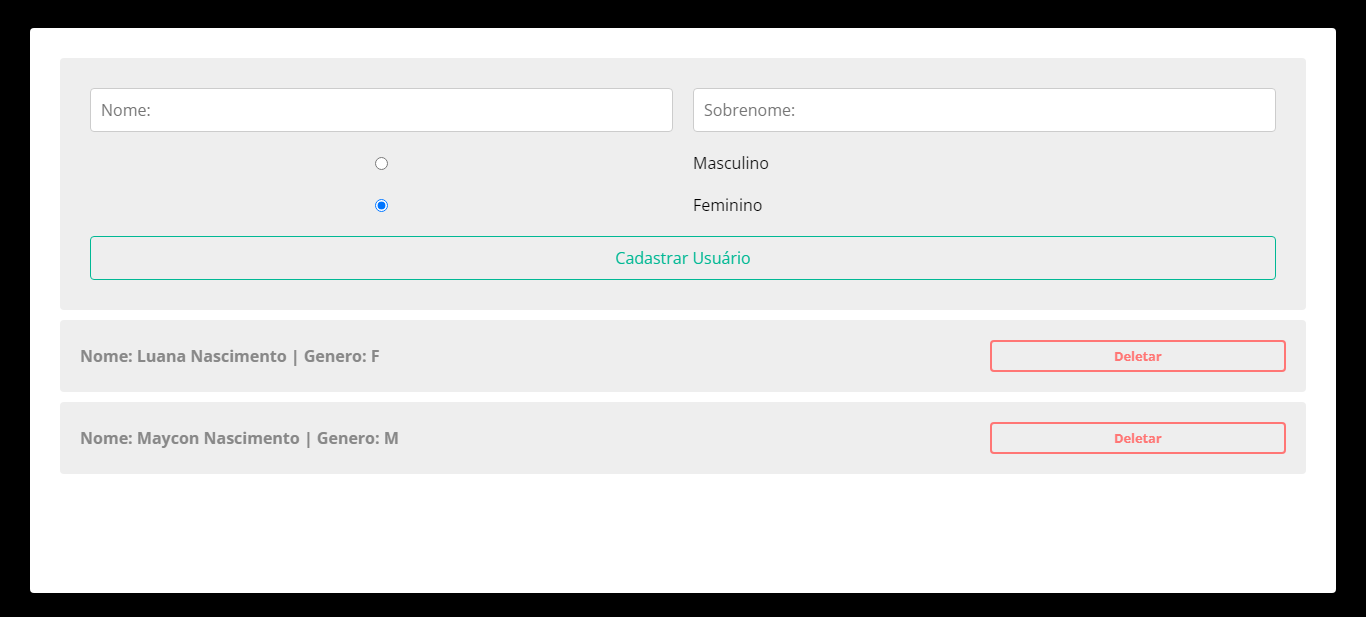 Nome: Sobrenome:
Masculino
Feminino
Cadastrar Usuário
Nome: Luana Nascimento | Genero: F Deletar
Nome: Maycon Nascimento | Genero: M Deletar